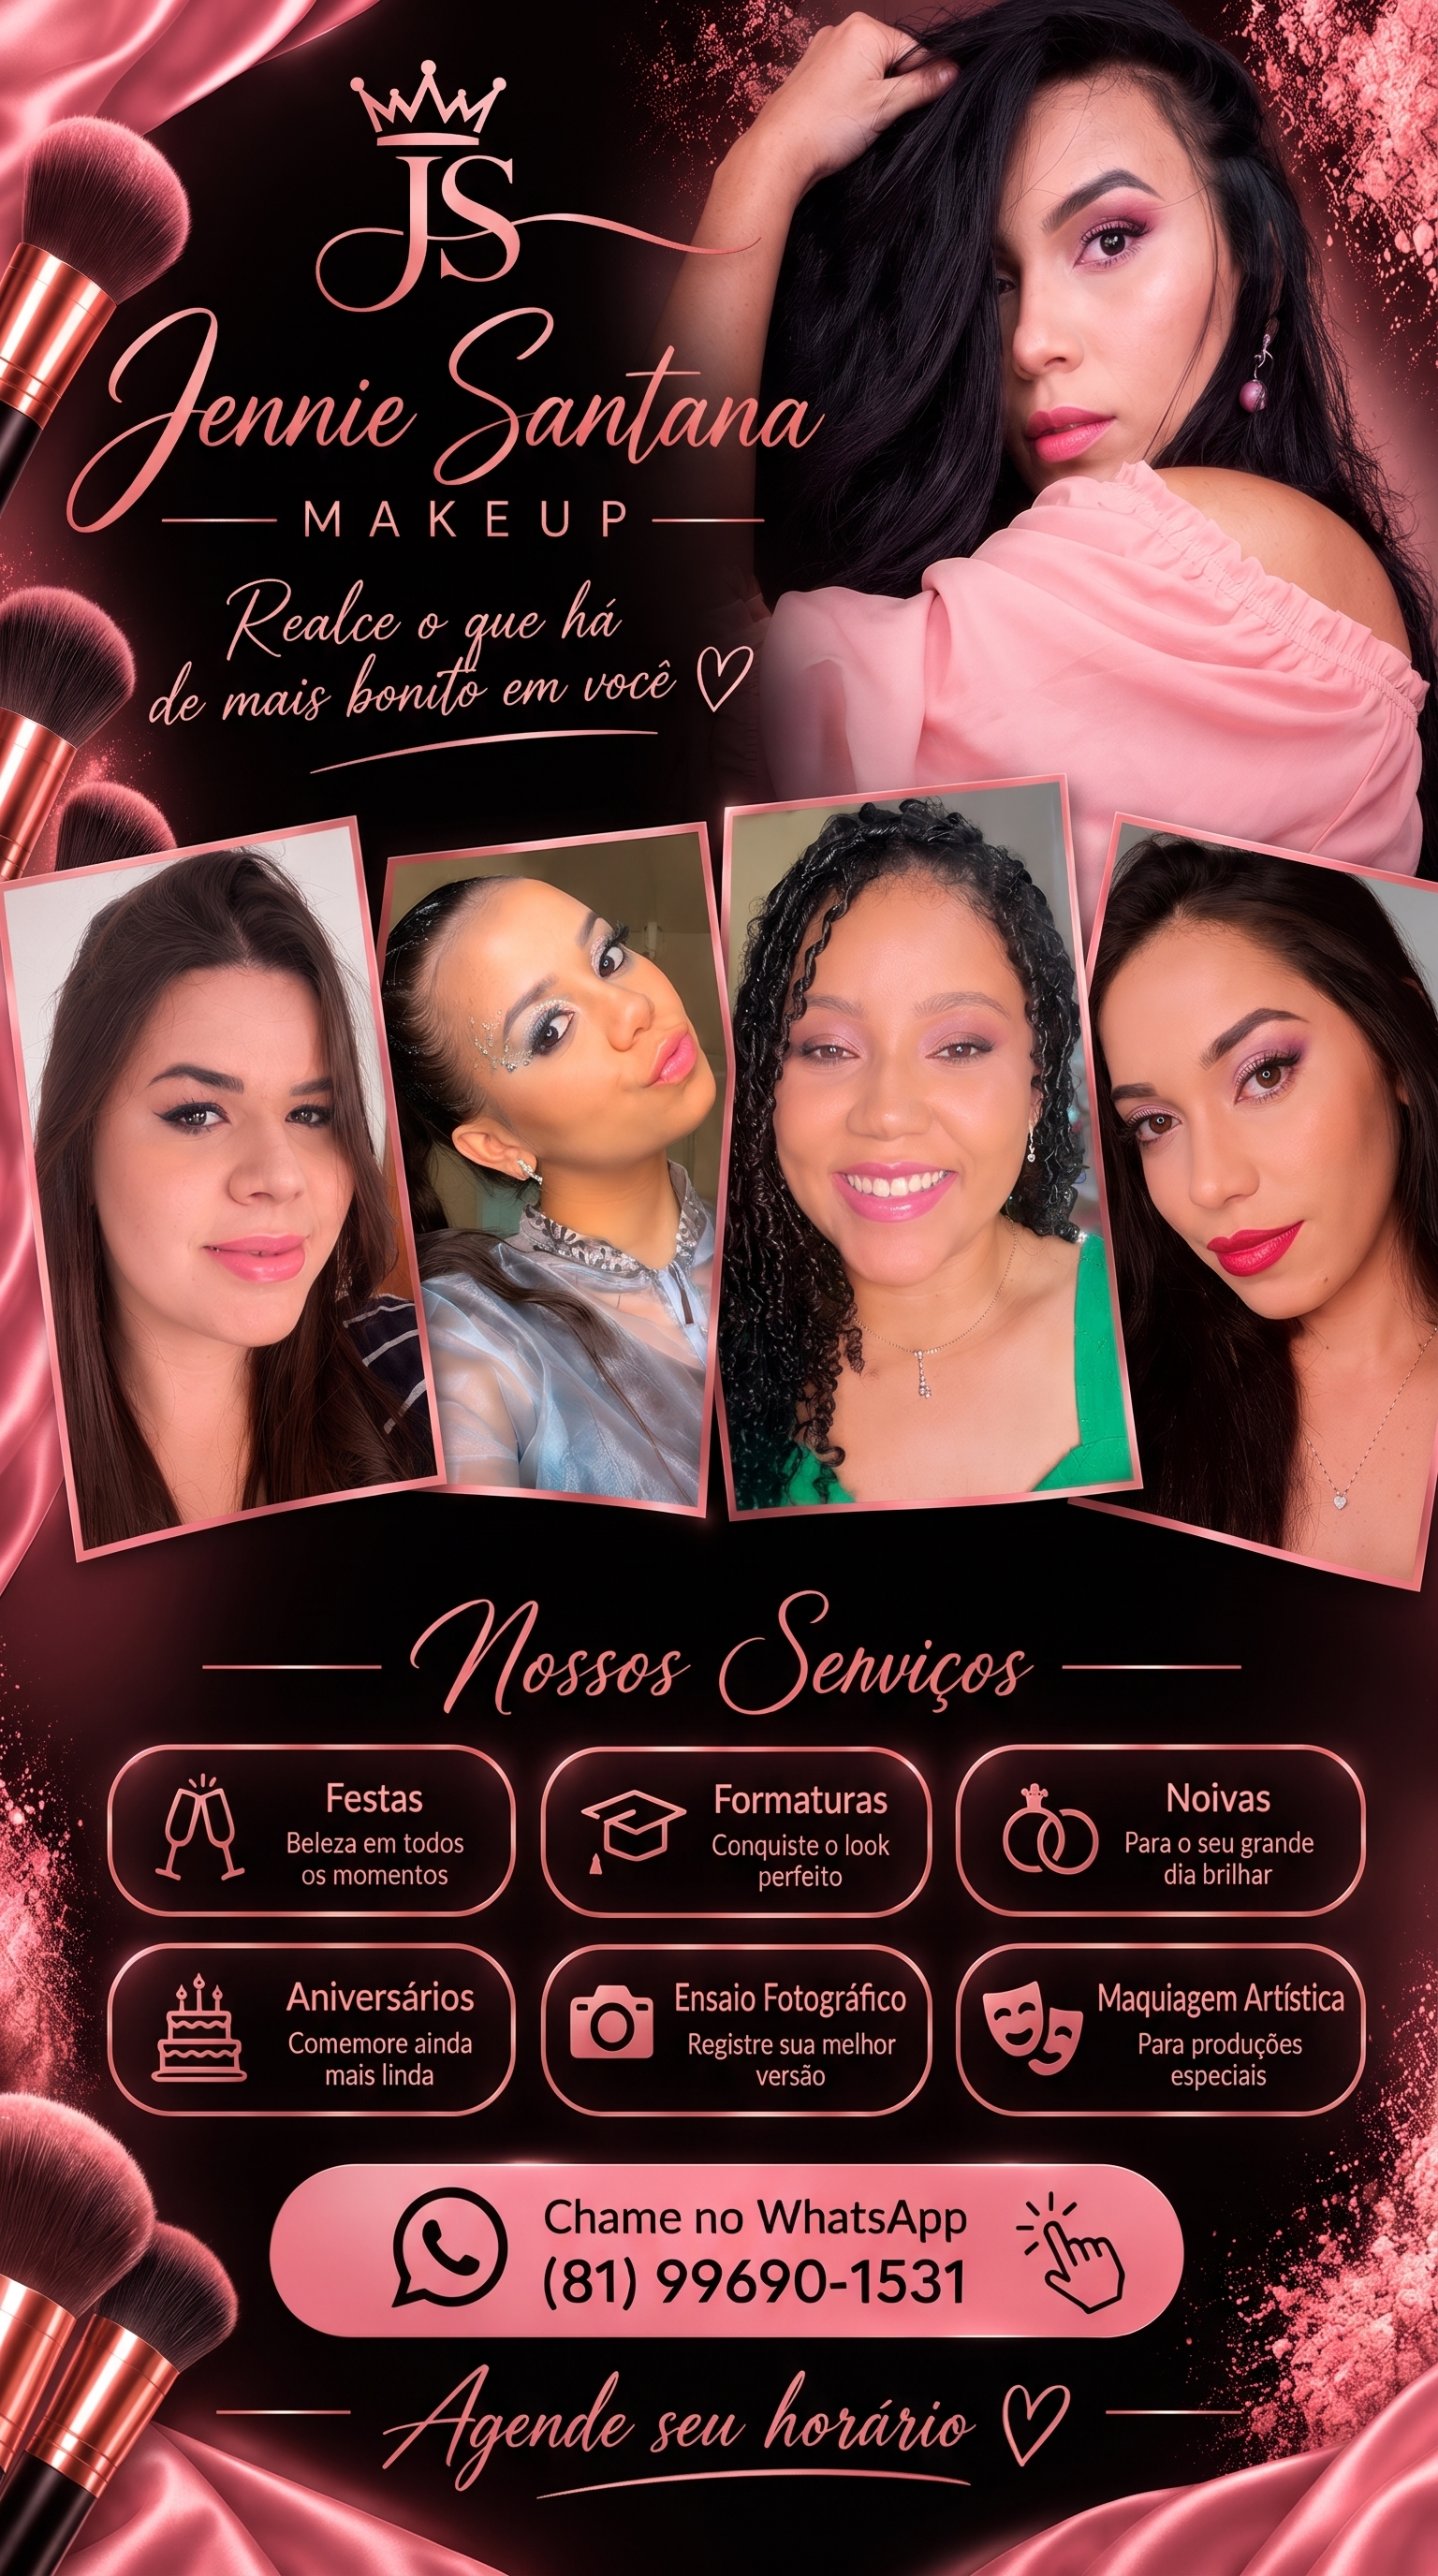 JS
Jennie Santana
MAKEUP
Realce o que há
de mais bonito em você
Nossos Serviços
Festas
Beleza em todos
os momentos
Formaturas
Conquiste o look
perfeito
Noivas
Para o seu grande
dia brilhar
Aniversários
Comemore ainda
mais linda
Ensaio Fotográfico
Registre sua melhor
versão
Maquiagem Artística
Para produções
especiais
Chame no WhatsApp
(81) 99690-1531
Agende seu horário